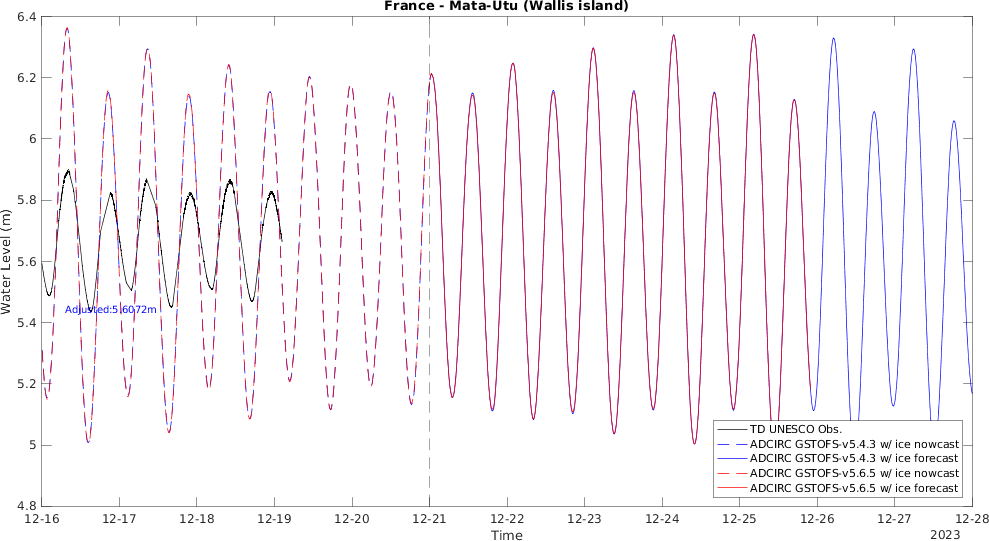 France - Mata-Utu (Wallis island)
6.4
6.2
6
5.8
5.6
5.4
5.2
5
4.8
Water Level (m)
Adjusted:5.6072m
TD UNESCO Obs.
ADCIRC GSTOFS-v5.4.3 w/ ice nowcast
ADCIRC GSTOFS-v5.4.3 w/ ice forecast
ADCIRC GSTOFS-v5.6.5 w/ ice nowcast
ADCIRC GSTOFS-v5.6.5 w/ ice forecast
12-16 12-17 12-18 12-19 12-20 12-21 12-22 12-23 12-24 12-25 12-26 12-27 12-28
Time
2023